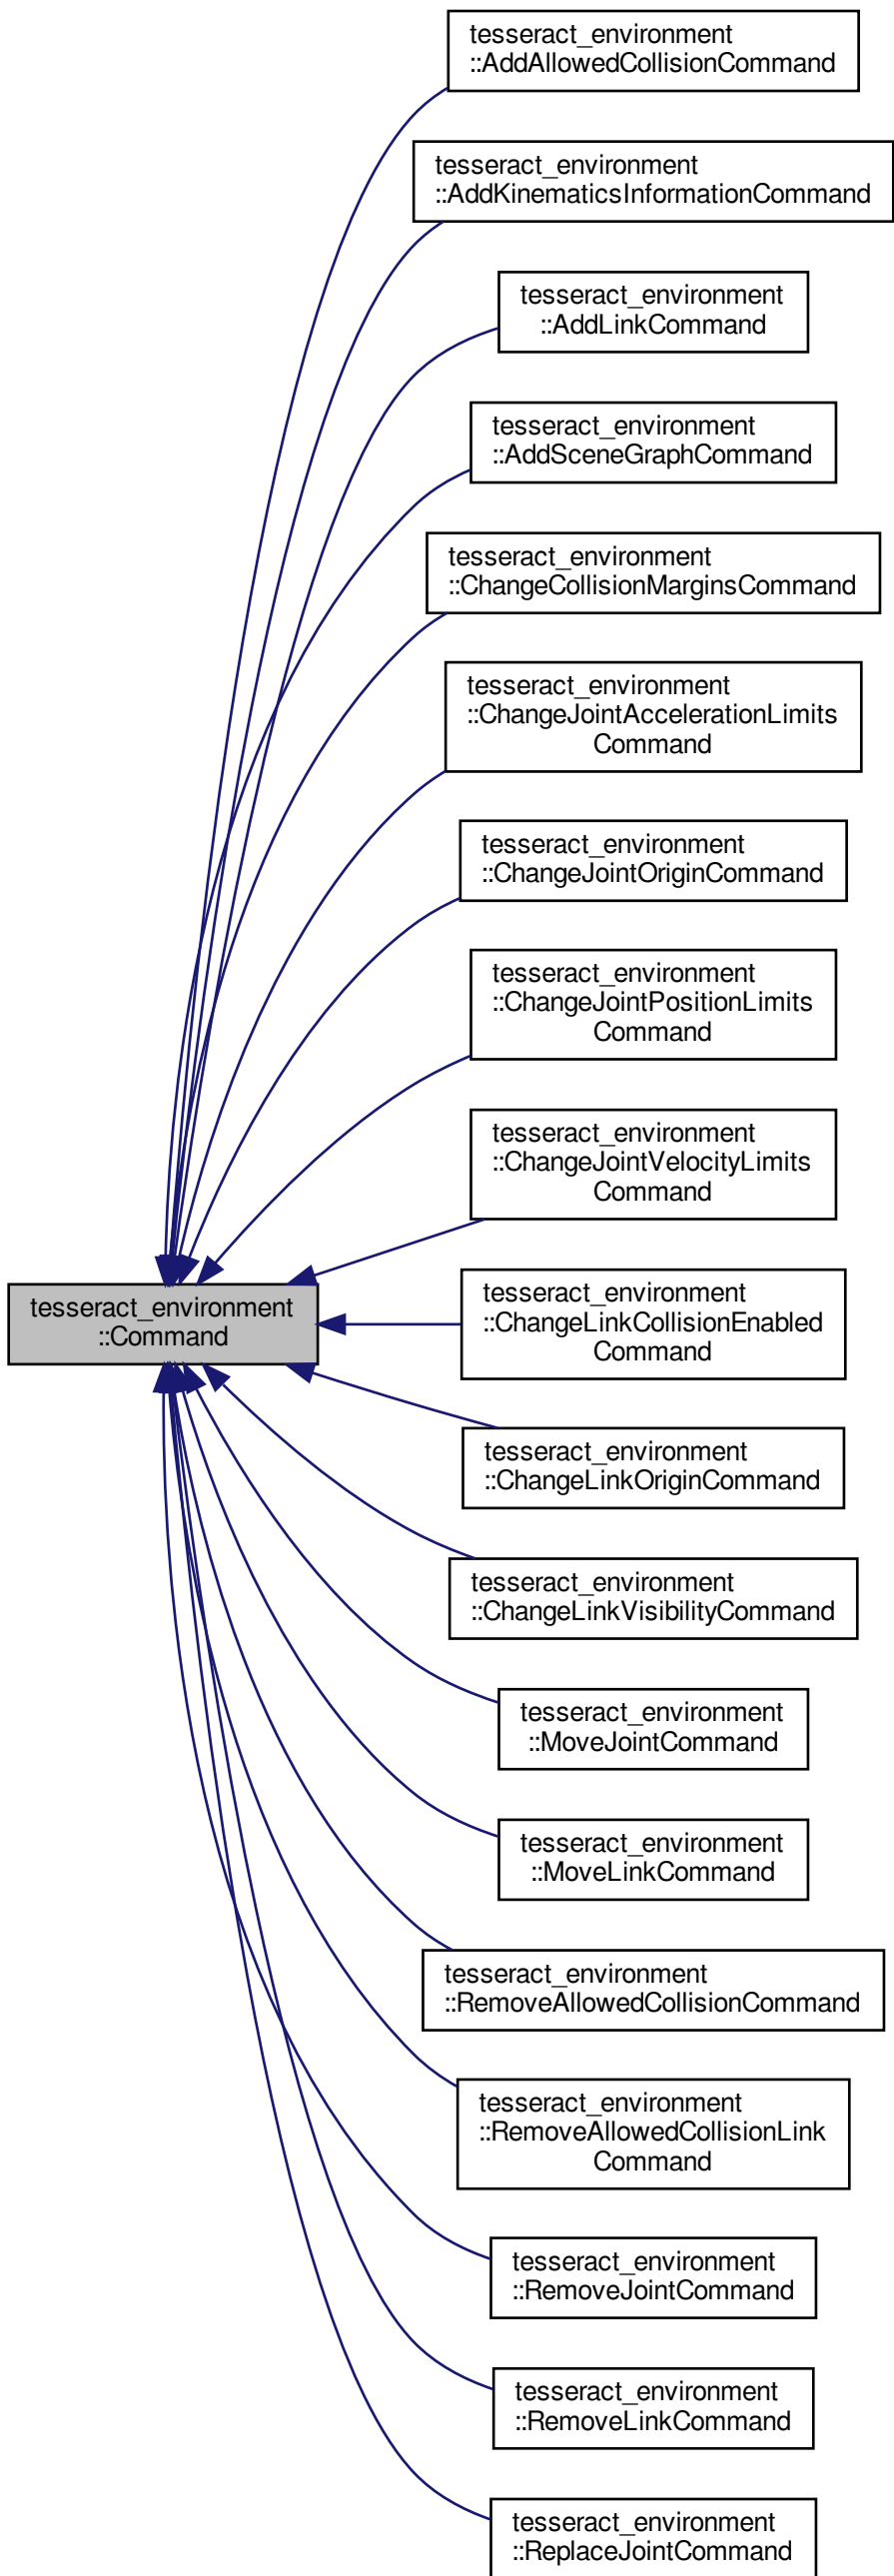 tesseract_environment
::AddAllowedCollisionCommand
tesseract_environment
::AddKinematicsInformationCommand
tesseract_environment
::AddLinkCommand
tesseract_environment
::AddSceneGraphCommand
tesseract_environment
::ChangeCollisionMarginsCommand
tesseract_environment
::ChangeJointAccelerationLimits
Command
tesseract_environment
::ChangeJointOriginCommand
tesseract_environment
::ChangeJointPositionLimits
Command
tesseract_environment
::ChangeJointVelocityLimits
Command
tesseract_environment
::Command
tesseract_environment
::ChangeLinkCollisionEnabled
Command
tesseract_environment
::ChangeLinkOriginCommand
tesseract_environment
::ChangeLinkVisibilityCommand
tesseract_environment
::MoveJointCommand
tesseract_environment
::MoveLinkCommand
tesseract_environment
::RemoveAllowedCollisionCommand
tesseract_environment
::RemoveAllowedCollisionLink
Command
tesseract_environment
::RemoveJointCommand
tesseract_environment
::RemoveLinkCommand
tesseract_environment
::ReplaceJointCommand